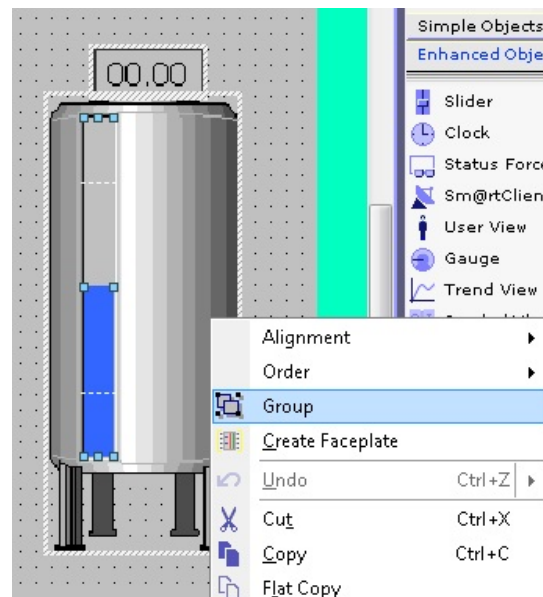 00.00
Simple Objects
Enhanced Obje
Slider
Clock
Status Force
Sm@rtClien
User View
Gauge
Trend View
Alignment
Order
Group
Create Faceplate
Undo Ctrl+Z
Cut Ctrl+X
Copy Ctrl+C
Flat Copy